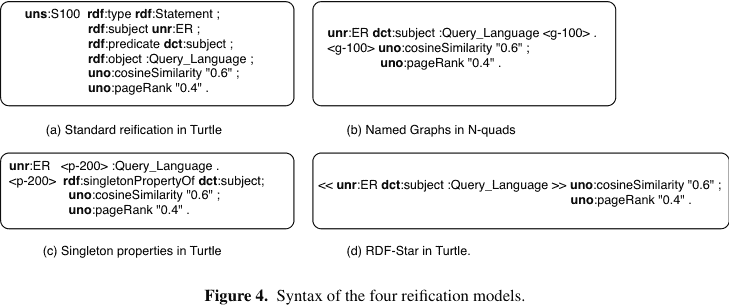 uns:S100 rdf:type rdf:Statement ;
rdf:subject unr:ER ;
rdf:predicate dct:subject ;
rdf:object :Query_Language ;
uno:cosineSimilarity "0.6" ;
uno:pageRank "0.4" .
(a) Standard reification in Turtle
unr:ER dct:subject :Query_Language <g-100> .
<g-100> uno:cosineSimilarity "0.6" ;
uno:pageRank "0.4" .
(b) Named Graphs in N-quads
unr:ER <p-200> :Query_Language .
<p-200> rdf:singletonPropertyOf dct:subject;
uno:cosineSimilarity "0.6" ;
uno:pageRank "0.4" .
(c) Singleton properties in Turtle
<< unr:ER dct:subject :Query_Language >> uno:cosineSimilarity "0.6" ;
uno:pageRank "0.4" .
(d) RDF-Star in Turtle.
Figure 4. Syntax of the four reification models.